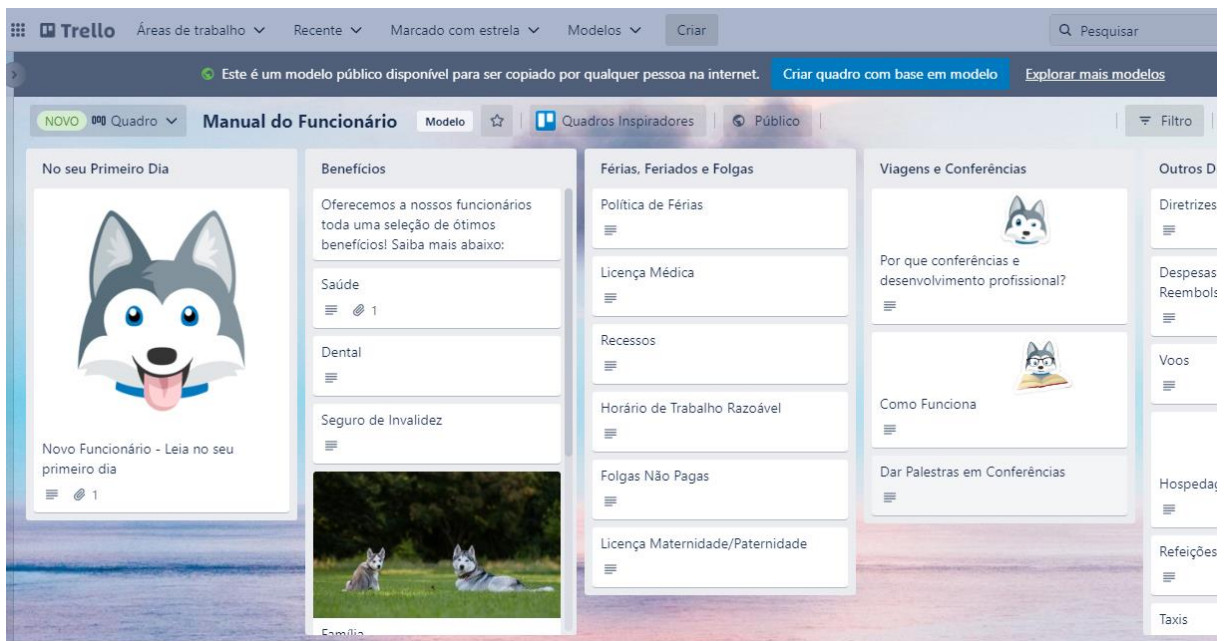 Trello
Áreas de trabalho
Recente
Marcado com estrela
Modelos
Criar
Pesquisar
Este é um modelo público disponível para ser copiado por qualquer pessoa na internet.
Criar quadro com base em modelo
Explorar mais modelos
NOVO
Quadro
Manual do Funcionário
Modelo
Quadros Inspiradores
Público
Filtro
No seu Primeiro Dia
Novo Funcionário - Leia no seu
primeiro dia
1
Benefícios
Oferecemos a nossos funcionários
toda uma seleção de ótimos
benefícios! Saiba mais abaixo:
Saúde
1
Dental
Seguro de Invalidez
Família
Férias, Feriados e Folgas
Política de Férias
Licença Médica
Recessos
Horário de Trabalho Razoável
Folgas Não Pagas
Licença Maternidade/Paternidade
Viagens e Conferências
Por que conferências e
desenvolvimento profissional?
Como Funciona
Dar Palestras em Conferências
Outros D
Diretrizes
Despesas
Reembols
Voos
Hospedag
Refeições
Taxis